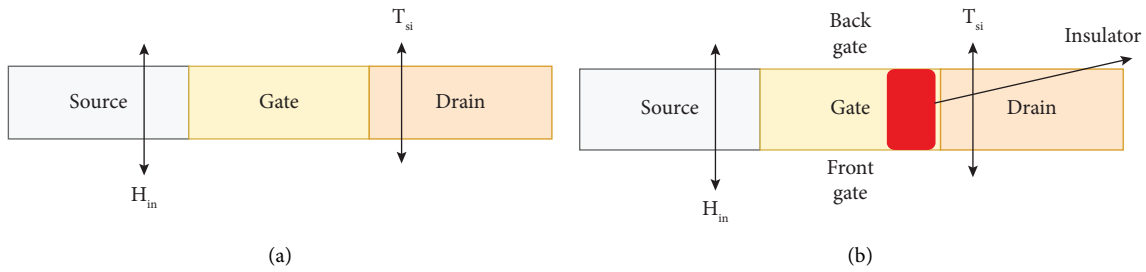 T_si
Source
Gate
Drain
H_in
(a)
Back
gate
T_si
Insulator
Source
Gate
Drain
Front
gate
H_in
(b)